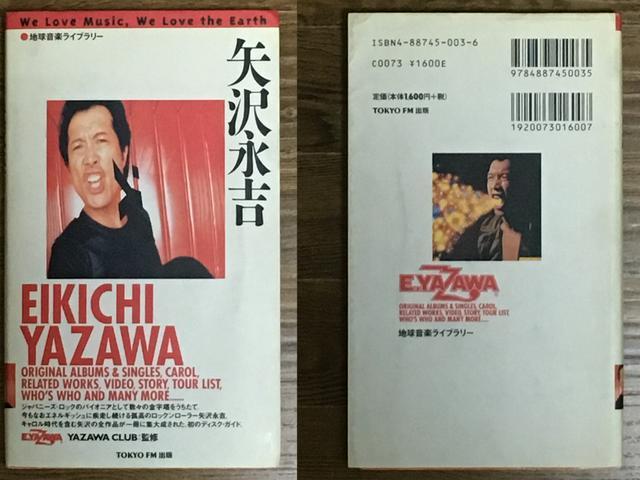 We Love Music, We Love the Earth
●地球音楽ライブラリー
矢沢永吉
EIKICHI
YAZAWA
ORIGINAL ALBUMS & SINGLES, CAROL,
RELATED WORKS, VIDEO, STORY, TOUR LIST,
WHO'S WHO AND MANY MORE......
ジャパニーズ・ロックのパイオニアとして数々の金字塔をうちたて、
今もなおエネルギッシュに疾走し続ける孤高のロックンローラー矢沢永吉。
キャロル時代を含む矢沢の全作品が一冊に集大成された、初のディスク・ガイド。
E.YAZAWA YAZAWA CLUB:監修
TOKYO FM 出版
ISBN4-88745-003-6
C0073 ¥1600E
9784887450035
定価(本体1,600円+税)
TOKYO FM 出版
1920073016007
E.YAZAWA
ORIGINAL ALBUMS & SINGLES, CAROL,
RELATED WORKS, VIDEO, STORY, TOUR LIST,
WHO'S WHO AND MANY MORE......
地球音楽ライブラリー